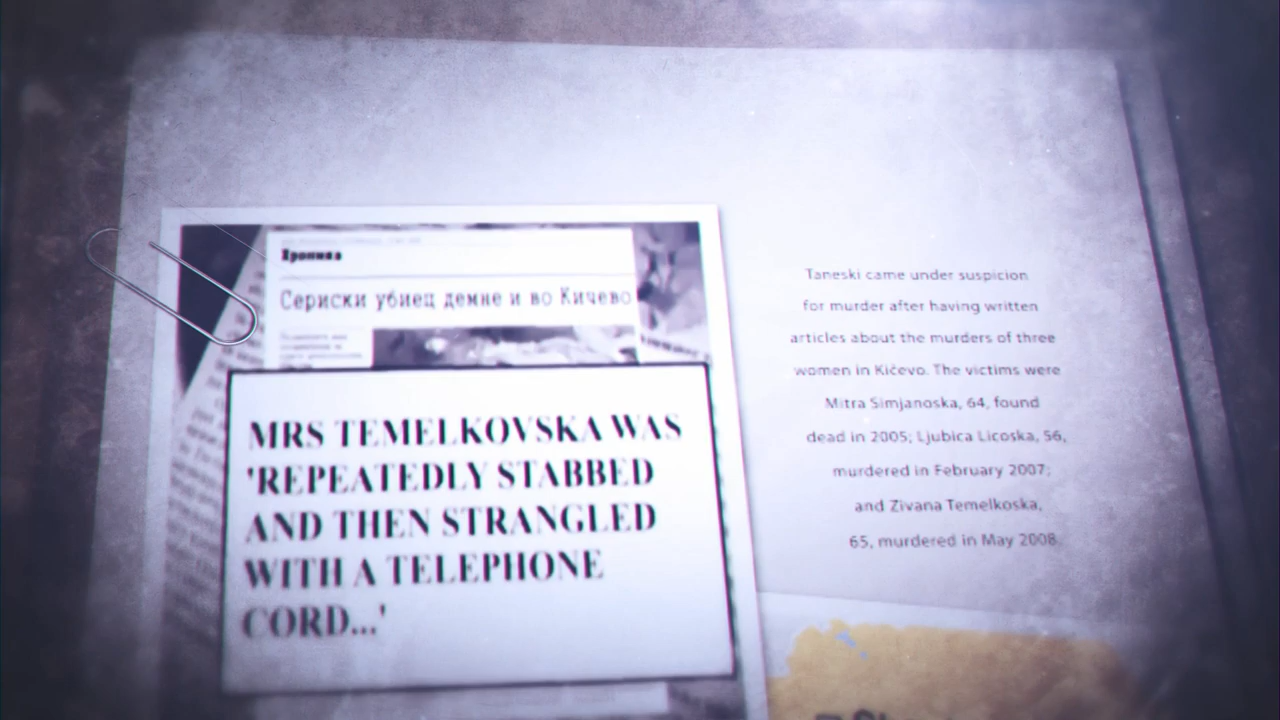 Хроника
Сериски убиец демне и во Кичево
MRS TEMELKOVSKA WAS
'REPEATEDLY STABBED
AND THEN STRANGLED
WITH A TELEPHONE
CORD...'
Taneski came under suspicion
for murder after having written
articles about the murders of three
women in Kičevo. The victims were
Mitra Simjanoska, 64, found
dead in 2005; Ljubica Licoska, 56,
murdered in February 2007;
and Zivana Temelkoska,
65, murdered in May 2008.